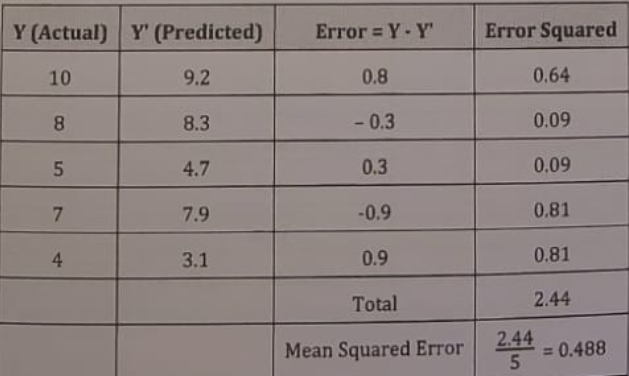 Y (Actual) Y' (Predicted) Error = Y - Y' Error Squared
10 9.2 0.8 0.64
8 8.3 – 0.3 0.09
5 4.7 0.3 0.09
7 7.9 -0.9 0.81
4 3.1 0.9 0.81
Total 2.44
Mean Squared Error 2.44/5 = 0.488